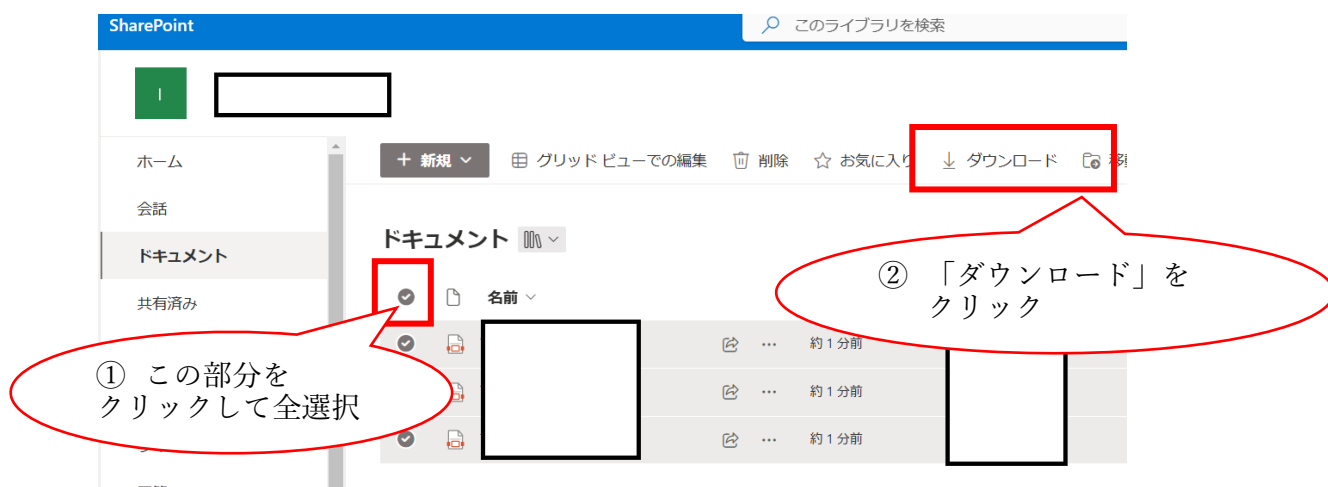 SharePoint
このライブラリを検索
I
ホーム
会話
ドキュメント
共有済み
+ 新規
グリッド ビューでの編集
削除
お気に入り
ダウンロード
ドキュメント
名前
約 1 分前
約 1 分前
約 1 分前
① この部分を
クリックして全選択
② 「ダウンロード」を
クリック